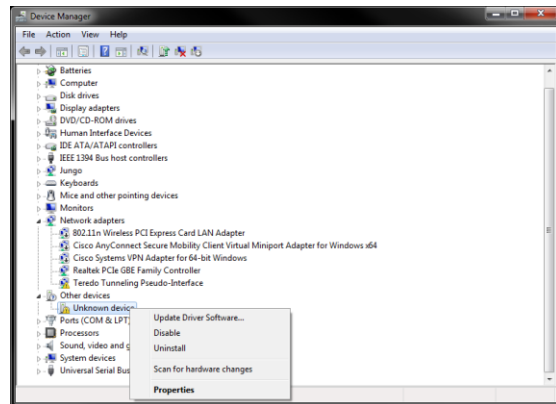 Device Manager
File Action View Help
Batteries
Computer
Disk drives
Display adapters
DVD/CD-ROM drives
Human Interface Devices
IDE ATA/ATAPI controllers
IEEE 1394 Bus host controllers
Jungo
Keyboards
Mice and other pointing devices
Monitors
Network adapters
802.11n Wireless PCI Express Card LAN Adapter
Cisco AnyConnect Secure Mobility Client Virtual Miniport Adapter for Windows x64
Cisco Systems VPN Adapter for 64-bit Windows
Realtek PCIe GBE Family Controller
Teredo Tunneling Pseudo-Interface
Other devices
Unknown device
Ports (COM & LPT)
Processors
Sound, video and g
System devices
Universal Serial Bus
Update Driver Software...
Disable
Uninstall
Scan for hardware changes
Properties